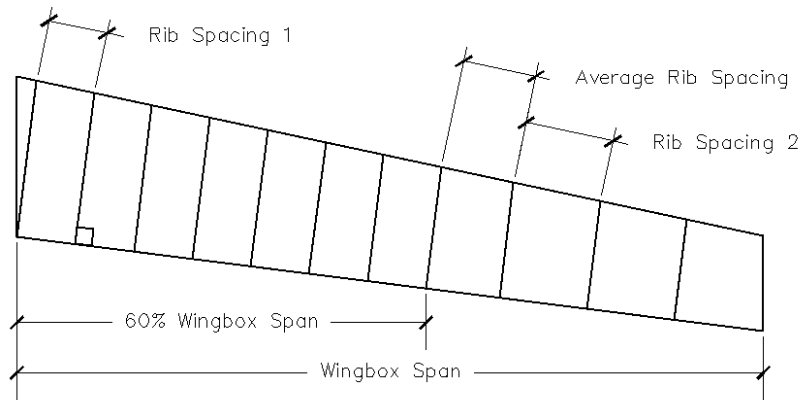 Rib Spacing 1
Average Rib Spacing
Rib Spacing 2
60% Wingbox Span
Wingbox Span